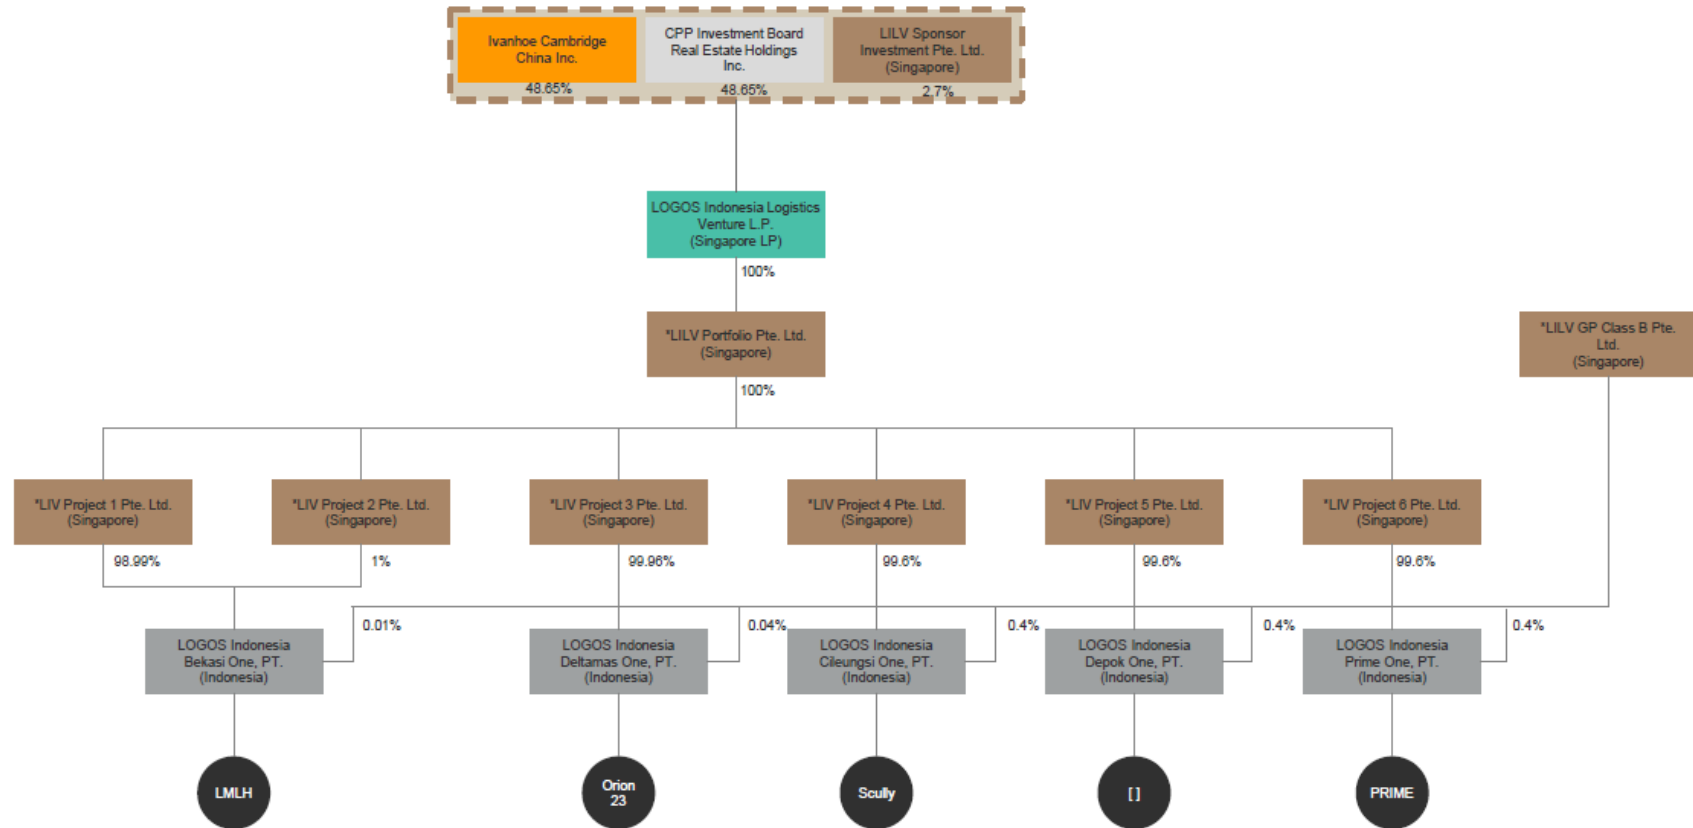 Ivanhoe Cambridge
China Inc.
CPP Investment Board
Real Estate Holdings
Inc.
LILV Sponsor
Investment Pte. Ltd.
(Singapore)
48.65%
48.65%
2.7%
LOGOS Indonesia Logistics
Venture L.P.
(Singapore LP)
100%
*LILV Portfolio Pte. Ltd.
(Singapore)
*LILV GP Class B Pte.
Ltd.
(Singapore)
100%
*LIV Project 1 Pte. Ltd.
(Singapore)
*LIV Project 2 Pte. Ltd.
(Singapore)
*LIV Project 3 Pte. Ltd.
(Singapore)
*LIV Project 4 Pte. Ltd.
(Singapore)
*LIV Project 5 Pte. Ltd.
(Singapore)
*LIV Project 6 Pte. Ltd.
(Singapore)
98.99%
1%
99.96%
99.6%
99.6%
99.6%
0.01%
0.04%
0.4%
0.4%
0.4%
LOGOS Indonesia
Bekasi One, PT.
(Indonesia)
LOGOS Indonesia
Deltamas One, PT.
(Indonesia)
LOGOS Indonesia
Cileungsi One, PT.
(Indonesia)
LOGOS Indonesia
Depok One, PT.
(Indonesia)
LOGOS Indonesia
Prime One, PT.
(Indonesia)
LMLH
Orion
23
Scully
[ ]
PRIME